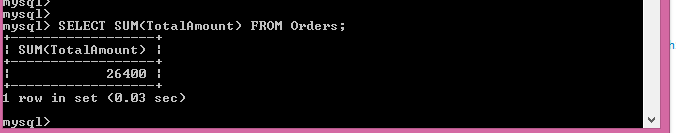 mysql>
mysql>
mysql> SELECT SUM(TotalAmount) FROM Orders;
+------------------+
| SUM(TotalAmount) |
+------------------+
|            26400 |
+------------------+
1 row in set (0.03 sec)

mysql>